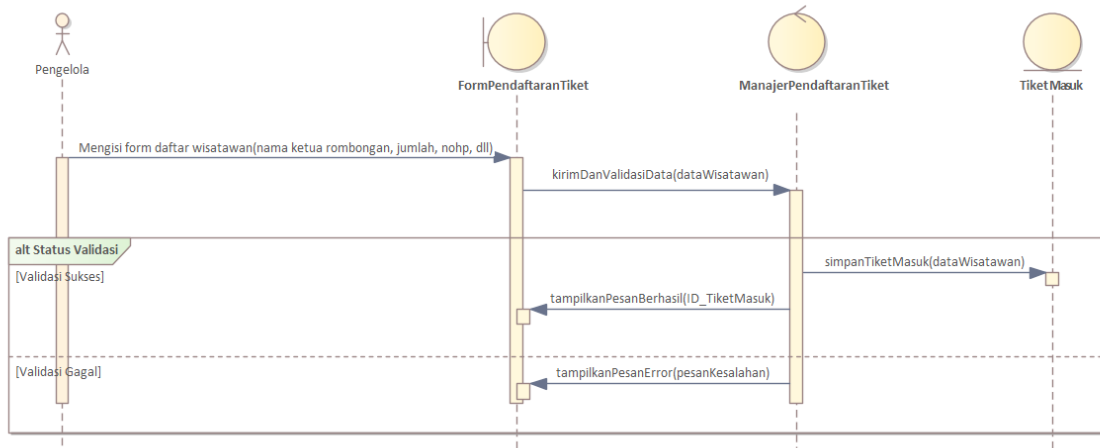 Pengelola
FormPendaftaranTiket
ManajerPendaftaranTiket
TiketMasuk
Mengisi form daftar wisatawan(nama ketua rombongan, jumlah, nohp, dll)
kirimDanValidasiData(dataWisatawan)
alt Status Validasi
[Validasi Sukses]
simpanTiketMasuk(dataWisatawan)
tampilkanPesanBerhasil(ID_TiketMasuk)
[Validasi Gagal]
tampilkanPesanError(pesanKesalahan)